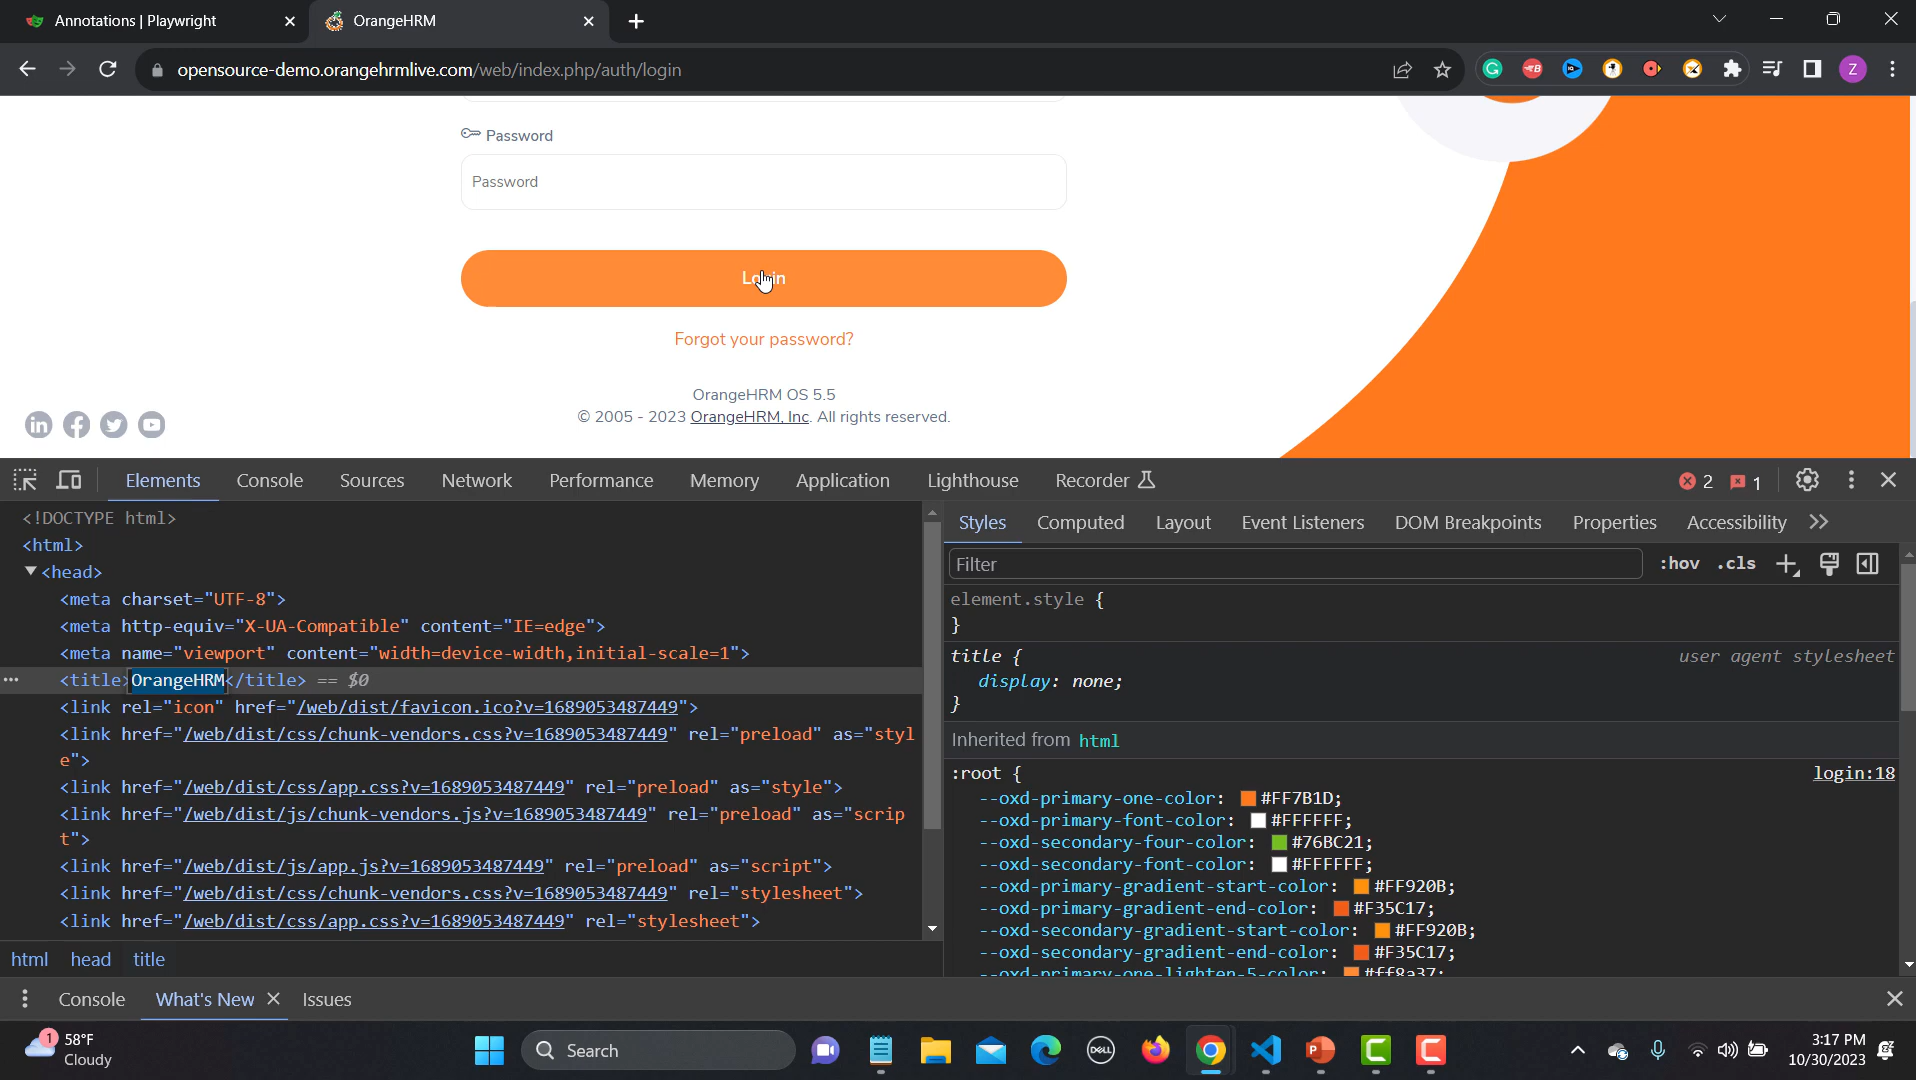 Annotations | Playwright
OrangeHRM
opensource-demo.orangehrmlive.com/web/index.php/auth/login
Z
Password
Password
Login
Forgot your password?
OrangeHRM OS 5.5
© 2005 - 2023 OrangeHRM, Inc. All rights reserved.
Elements Console Sources Network Performance Memory Application Lighthouse Recorder 2 1
<!DOCTYPE html>
<html>
<head>
<meta charset="UTF-8">
<meta http-equiv="X-UA-Compatible" content="IE=edge">
<meta name="viewport" content="width=device-width,initial-scale=1">
<title>OrangeHRM</title> == $0
<link rel="icon" href="/web/dist/favicon.ico?v=1689053487449">
<link href="/web/dist/css/chunk-vendors.css?v=1689053487449" rel="preload" as="styl
e">
<link href="/web/dist/css/app.css?v=1689053487449" rel="preload" as="style">
<link href="/web/dist/js/chunk-vendors.js?v=1689053487449" rel="preload" as="scrip
t">
<link href="/web/dist/js/app.js?v=1689053487449" rel="preload" as="script">
<link href="/web/dist/css/chunk-vendors.css?v=1689053487449" rel="stylesheet">
<link href="/web/dist/css/app.css?v=1689053487449" rel="stylesheet">
html head title
Styles Computed Layout Event Listeners DOM Breakpoints Properties Accessibility
Filter :hov .cls
element.style {
}
title { user agent stylesheet
display: none;
}
Inherited from html
:root { login:18
--oxd-primary-one-color: #FF7B1D;
--oxd-primary-font-color: #FFFFFF;
--oxd-secondary-four-color: #76BC21;
--oxd-secondary-font-color: #FFFFFF;
--oxd-primary-gradient-start-color: #FF920B;
--oxd-primary-gradient-end-color: #F35C17;
--oxd-secondary-gradient-start-color: #FF920B;
--oxd-secondary-gradient-end-color: #F35C17;
--oxd-primary-one-lighten-5-color: #ff8a37;
Console What's New Issues
1 58°F
Cloudy
Search
DELL
3:17 PM
10/30/2023